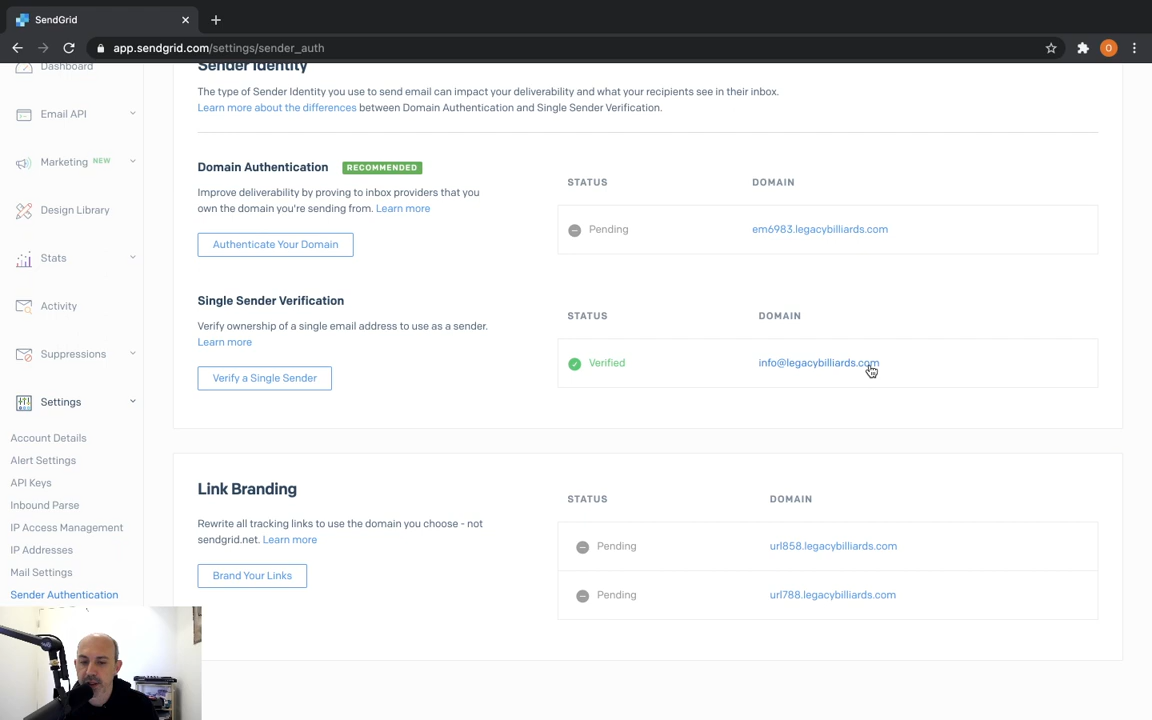 SendGrid
app.sendgrid.com/settings/sender_auth
O
Dashboard
Email API
Marketing NEW
Design Library
Stats
Activity
Suppressions
Settings
Account Details
Alert Settings
API Keys
Inbound Parse
IP Access Management
IP Addresses
Mail Settings
Sender Authentication
Sender Identity
The type of Sender Identity you use to send email can impact your deliverability and what your recipients see in their inbox.
Learn more about the differences between Domain Authentication and Single Sender Verification.
Domain Authentication RECOMMENDED
Improve deliverability by proving to inbox providers that you
own the domain you're sending from. Learn more
Authenticate Your Domain
STATUS DOMAIN
Pending em6983.legacybilliards.com
Single Sender Verification
Verify ownership of a single email address to use as a sender.
Learn more
Verify a Single Sender
STATUS DOMAIN
Verified info@legacybilliards.com
Link Branding
Rewrite all tracking links to use the domain you choose - not
sendgrid.net. Learn more
Brand Your Links
STATUS DOMAIN
Pending url858.legacybilliards.com
Pending url788.legacybilliards.com